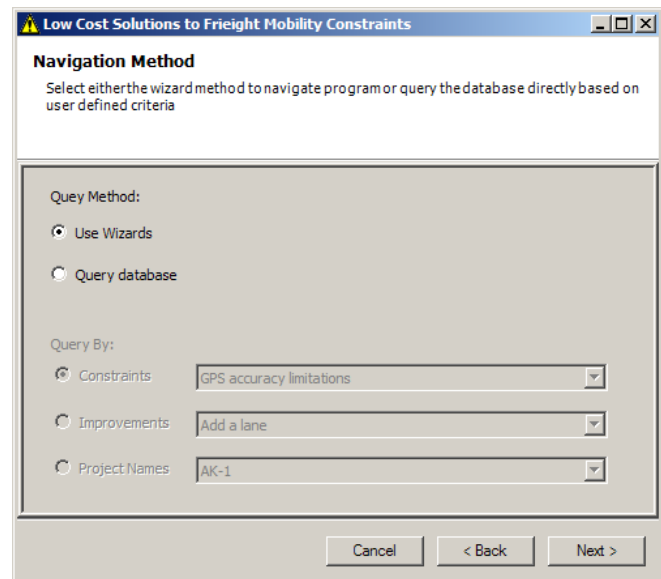 Low Cost Solutions to Frieight Mobility Constraints
Navigation Method
Select eitherthe wizard method to navigate program or query the database directly based on
user defined criteria
Quey Method:
Use Wizards
Query database
Query By:
Constraints GPS accuracy limitations
Improvements Add a lane
Project Names AK-1
Cancel < Back Next >